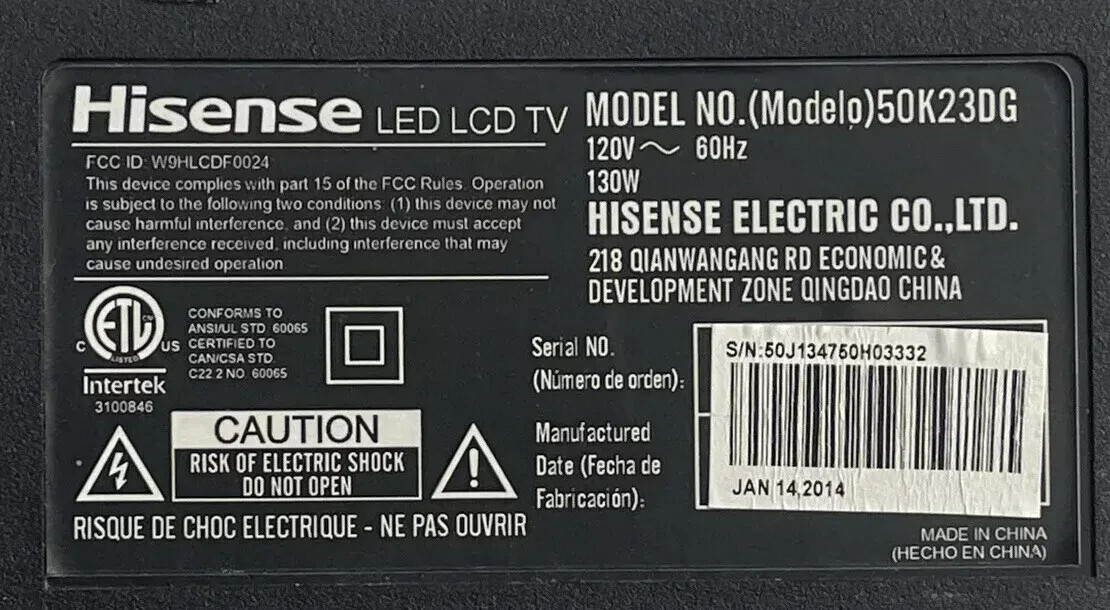 Hisense LED LCD TV
FCC ID: W9HLCDF0024
This device complies with part 15 of the FCC Rules. Operation
is subject to the following two conditions: (1) this device may not
cause harmful interference, and (2) this device must accept
any interference received, including interference that may
cause undesired operation
ETL CM
LISTED
C US
Intertek
3100846
CONFORMS TO
ANSI/UL STD 60065
CERTIFIED TO
CAN/CSA STD.
C22.2 NO. 60065
CAUTION
RISK OF ELECTRIC SHOCK
DO NOT OPEN
RISQUE DE CHOC ELECTRIQUE - NE PAS OUVRIR
MODEL NO.(Modelo)50K23DG
120V～ 60Hz
130W
HISENSE ELECTRIC CO.,LTD.
218 QIANWANGANG RD ECONOMIC &
DEVELOPMENT ZONE QINGDAO CHINA
Serial NO.
(Número de orden):
S/N:50J134750H03332
Manufactured
Date (Fecha de
Fabricación):
JAN 14,2014
MADE IN CHINA
(HECHO EN CHINA)